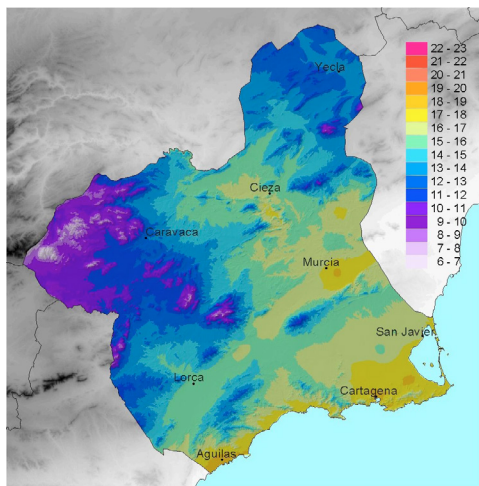 Yecla
22 - 23
21 - 22
20 - 21
19 - 20
18 - 19
17 - 18
16 - 17
15 - 16
14 - 15
13 - 14
12 - 13
11 - 12
10 - 11
9 - 10
8 - 9
7 - 8
6 - 7
Cieza
Caravaca
Murcia
San Javier
Lorca
Cartagena
Aguilas